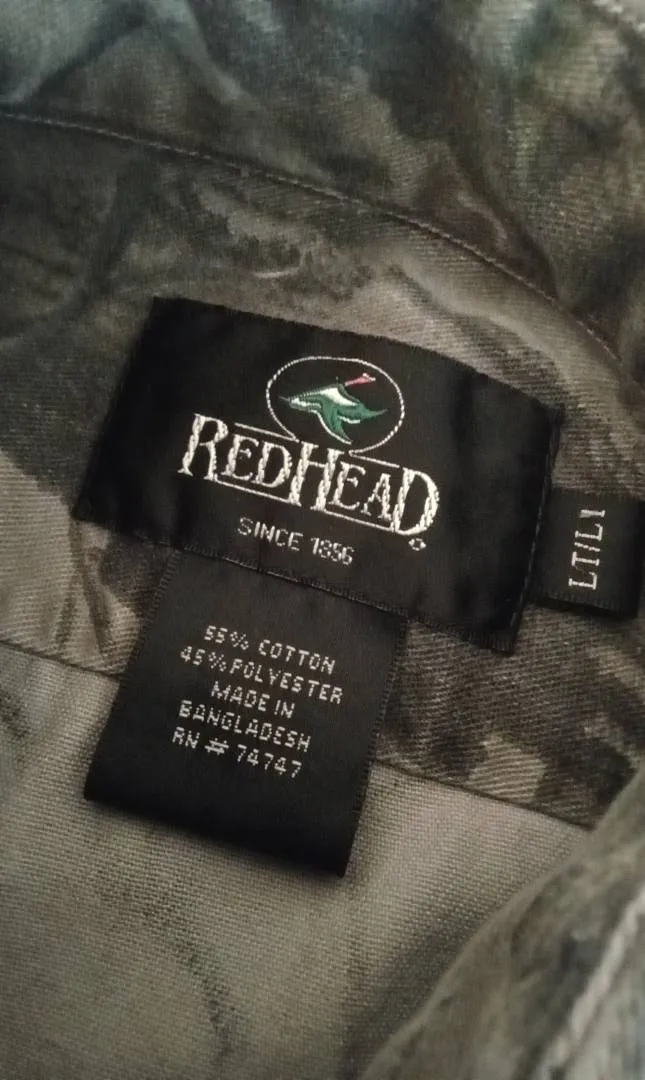 REDHEAD
SINCE 1856
LT/L1
55% COTTON
45% POLYESTER
MADE IN
BANGLADESH
RN # 74747